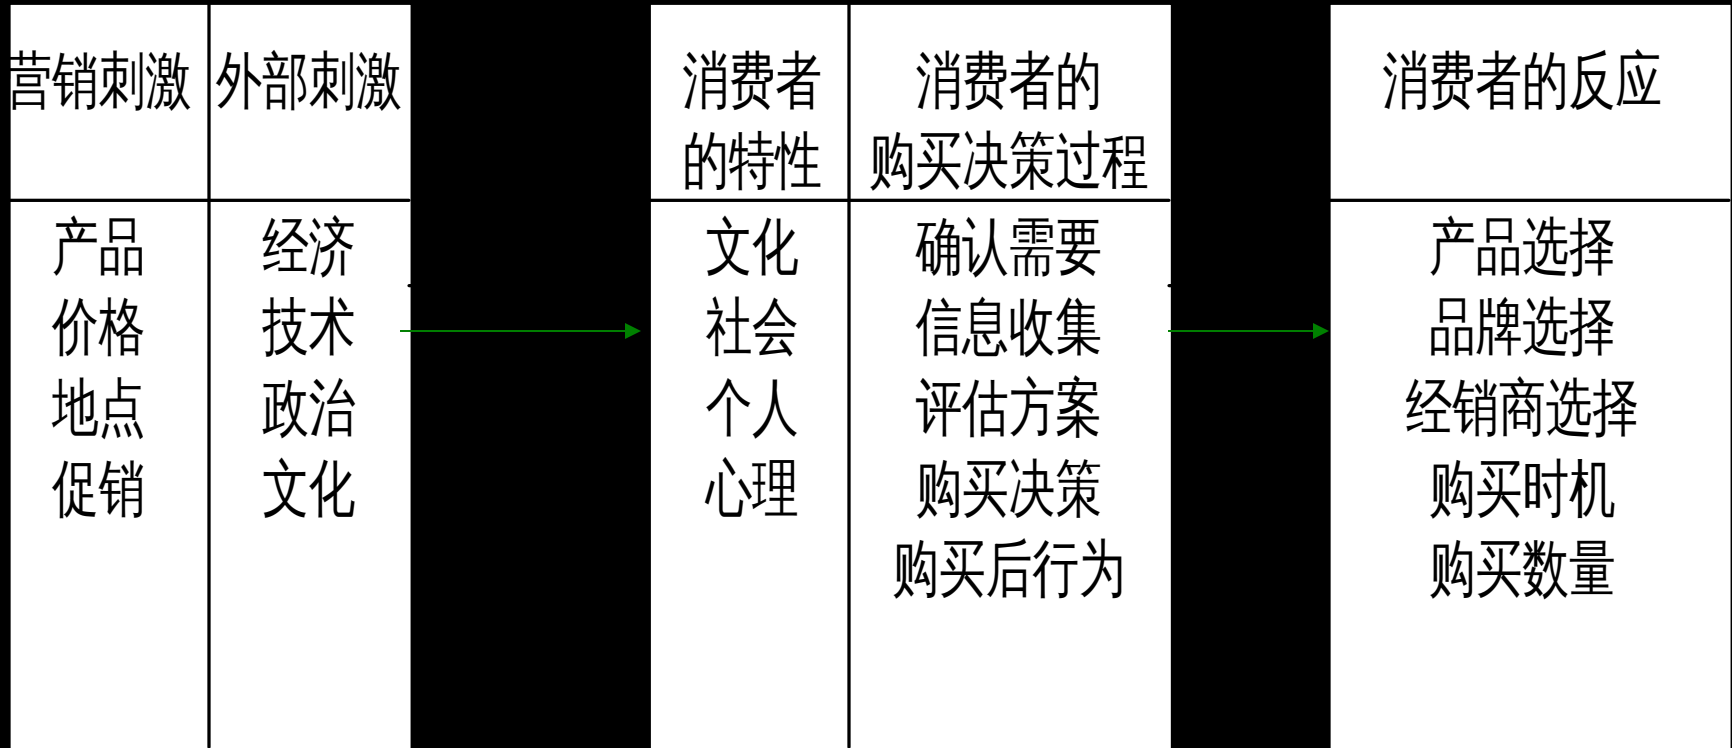 营销刺激
外部刺激
产品
价格
地点
促销
经济
技术
政治
文化
消费者
的特性
消费者的
购买决策过程
文化
社会
个人
心理
确认需要
信息收集
评估方案
购买决策
购买后行为
消费者的反应
产品选择
品牌选择
经销商选择
购买时机
购买数量